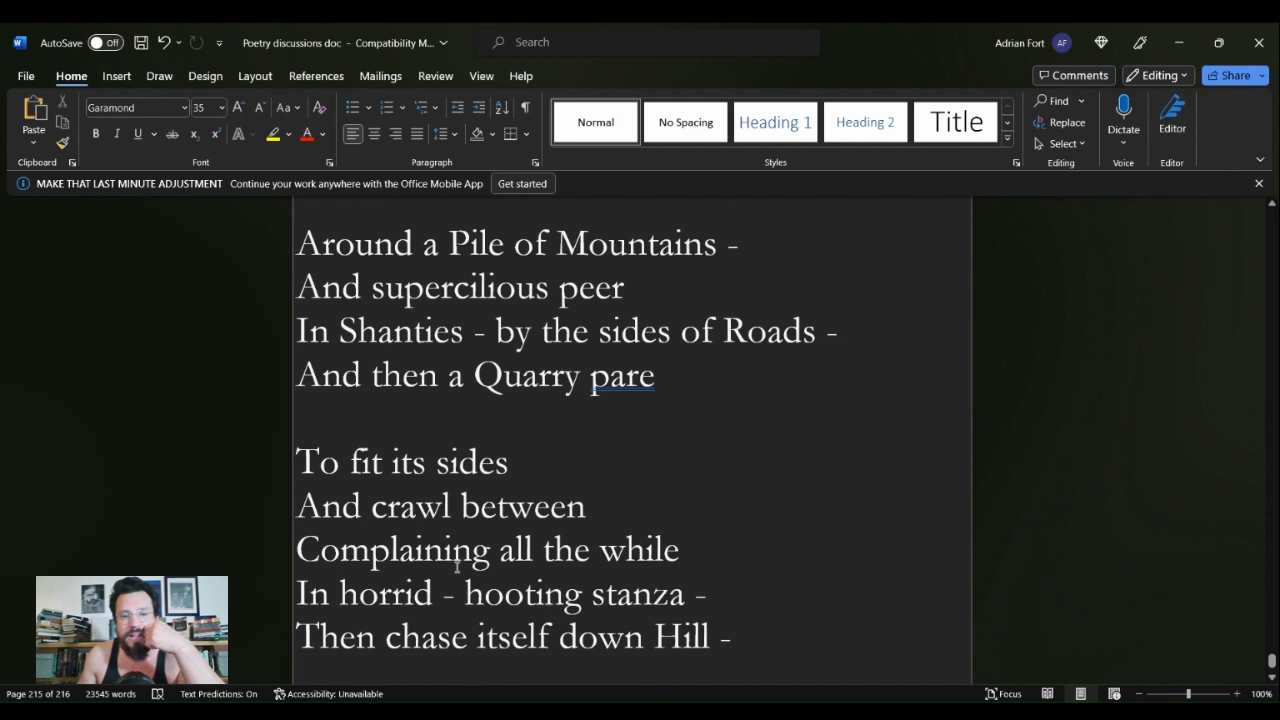 AutoSave Off Poetry discussions doc - Compatibility M... Search Adrian Fort AF
File Home Insert Draw Design Layout References Mailings Review View Help Comments Editing Share
Paste Garamond 35 Aa Normal No Spacing Heading 1 Heading 2 Title Find Replace Select Dictate Editor
Clipboard Font Paragraph Styles Editing Voice Editor
MAKE THAT LAST MINUTE ADJUSTMENT Continue your work anywhere with the Office Mobile App Get started
Around a Pile of Mountains -
And supercilious peer
In Shanties - by the sides of Roads -
And then a Quarry pare
To fit its sides
And crawl between
Complaining all the while
In horrid - hooting stanza -
Then chase itself down Hill -
Page 215 of 216 23545 words Text Predictions: On Accessibility: Unavailable Focus 100%